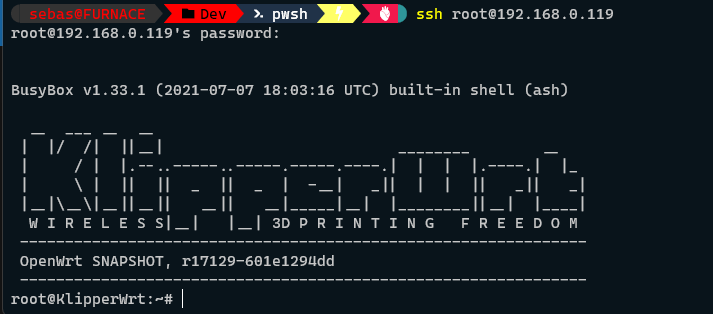 sebas@FURNACE Dev pwsh ssh root@192.168.0.119
root@192.168.0.119's password:
BusyBox v1.33.1 (2021-07-07 18:03:16 UTC) built-in shell (ash)
KlipperWrt
W I R E L E S S 3D P R I N T I N G F R E E D O M
OpenWrt SNAPSHOT, r17129-601e1294dd
root@KlipperWrt:~#